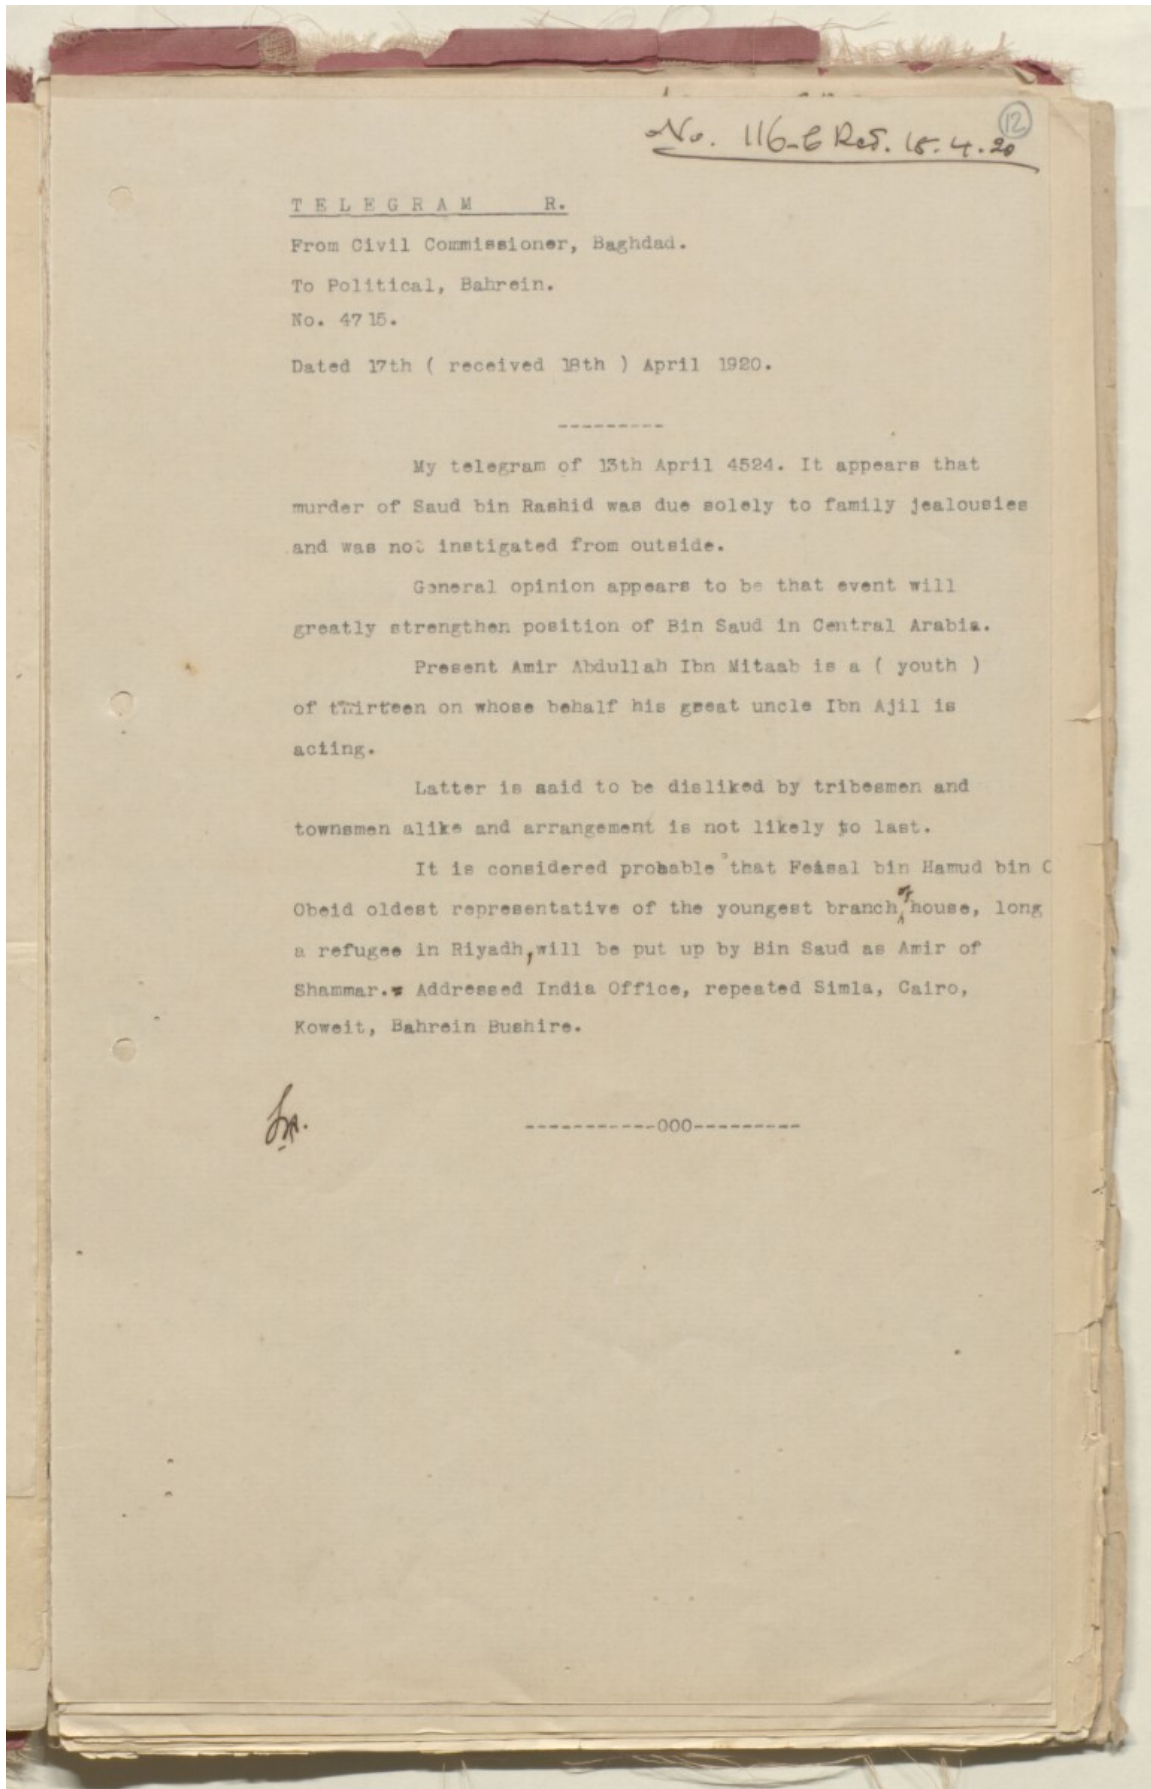 12
No. 116-C Red. 18.4.20
TELEGRAM R.
From Civil Commissioner, Baghdad.
To Political, Bahrein.
No. 4715.
Dated 17th ( received 18th ) April 1920.
---------
My telegram of 13th April 4524. It appears that
murder of Saud bin Rashid was due solely to family jealousies
and was not instigated from outside.
General opinion appears to be that event will
greatly strengthen position of Bin Saud in Central Arabia.
Present Amir Abdullah Ibn Mitaab is a ( youth )
of thirteen on whose behalf his great uncle Ibn Ajil is
acting.
Latter is said to be disliked by tribesmen and
townsmen alike and arrangement is not likely to last.
It is considered probable that Feisal bin Hamud bin O
Obeid oldest representative of the youngest branch of house, long
a refugee in Riyadh, will be put up by Bin Saud as Amir of
Shammar. Addressed India Office, repeated Simla, Cairo,
Koweit, Bahrein Bushire.
-----------000---------